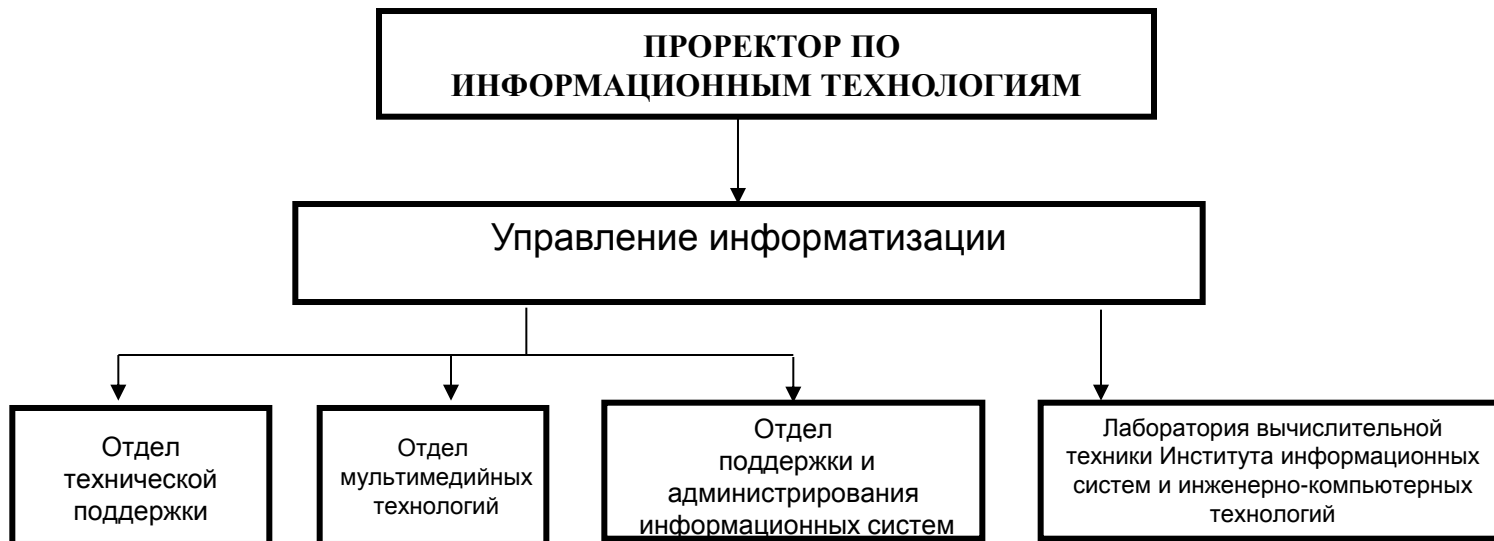 ПРОРЕКТОР ПО
ИНФОРМАЦИОННЫМ ТЕХНОЛОГИЯМ
Управление информатизации
Отдел
технической
поддержки
Отдел
мультимедийных
технологий
Отдел
поддержки и
администрирования
информационных систем
Лаборатория вычислительной
техники Института информационных
систем и инженерно-компьютерных
технологий